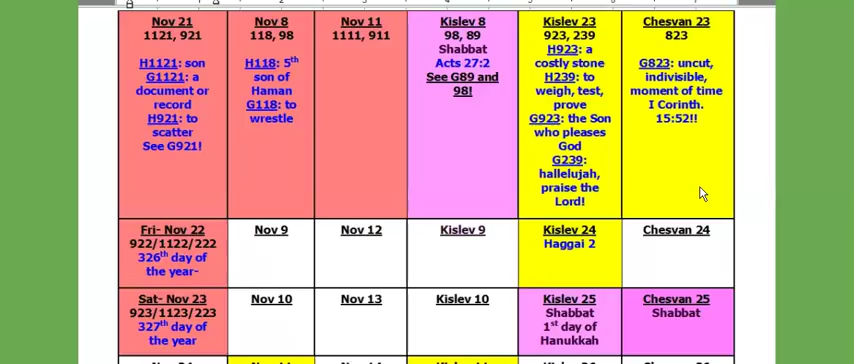 Nov 21
1121, 921
H1121: son
G1121: a
document or
record
H921: to
scatter
See G921!
Nov 8
118, 98
H118: 5th
son of
Haman
G118: to
wrestle
Nov 11
1111, 911
Kislev 8
98, 89
Shabbat
Acts 27:2
See G89 and
98!
Kislev 23
923, 239
H923: a
costly stone
H239: to
weigh, test,
prove
G923: the Son
who pleases
God
G239:
hallelujah,
praise the
Lord!
Chesvan 23
823
G823: uncut,
indivisible,
moment of time
I Corinth.
15:52!!
Fri- Nov 22
922/1122/222
326th day of
the year-
Nov 9
Nov 12
Kislev 9
Kislev 24
Haggai 2
Chesvan 24
Sat- Nov 23
923/1123/223
327th day of
the year
Nov 10
Nov 13
Kislev 10
Kislev 25
Shabbat
1st day of
Hanukkah
Chesvan 25
Shabbat